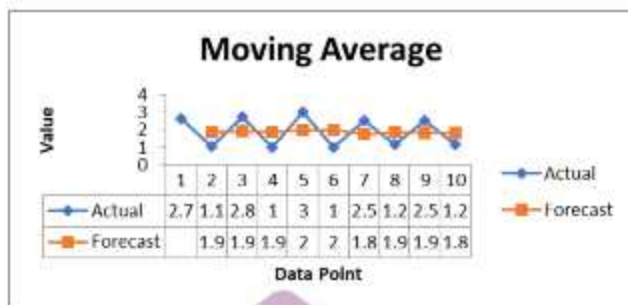 Moving Average
Value
4
3
2
1
0
1 2 3 4 5 6 7 8 9 10
Actual 2.7 1.1 2.8 1 3 1 2.5 1.2 2.5 1.2
Forecast 1.9 1.9 1.9 2 2 1.8 1.9 1.9 1.8
Data Point
Actual
Forecast